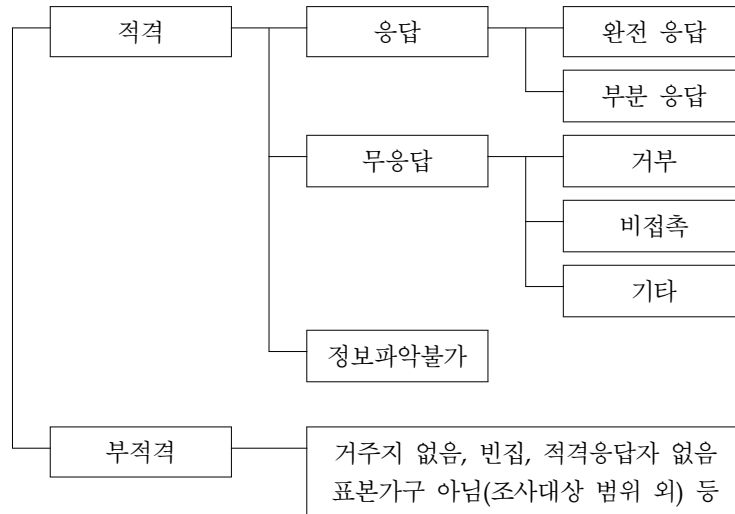 적격
응답
완전 응답
부분 응답
무응답
거부
비접촉
기타
정보파악불가
부적격
거주지 없음, 빈집, 적격응답자 없음
표본가구 아님(조사대상 범위 외) 등